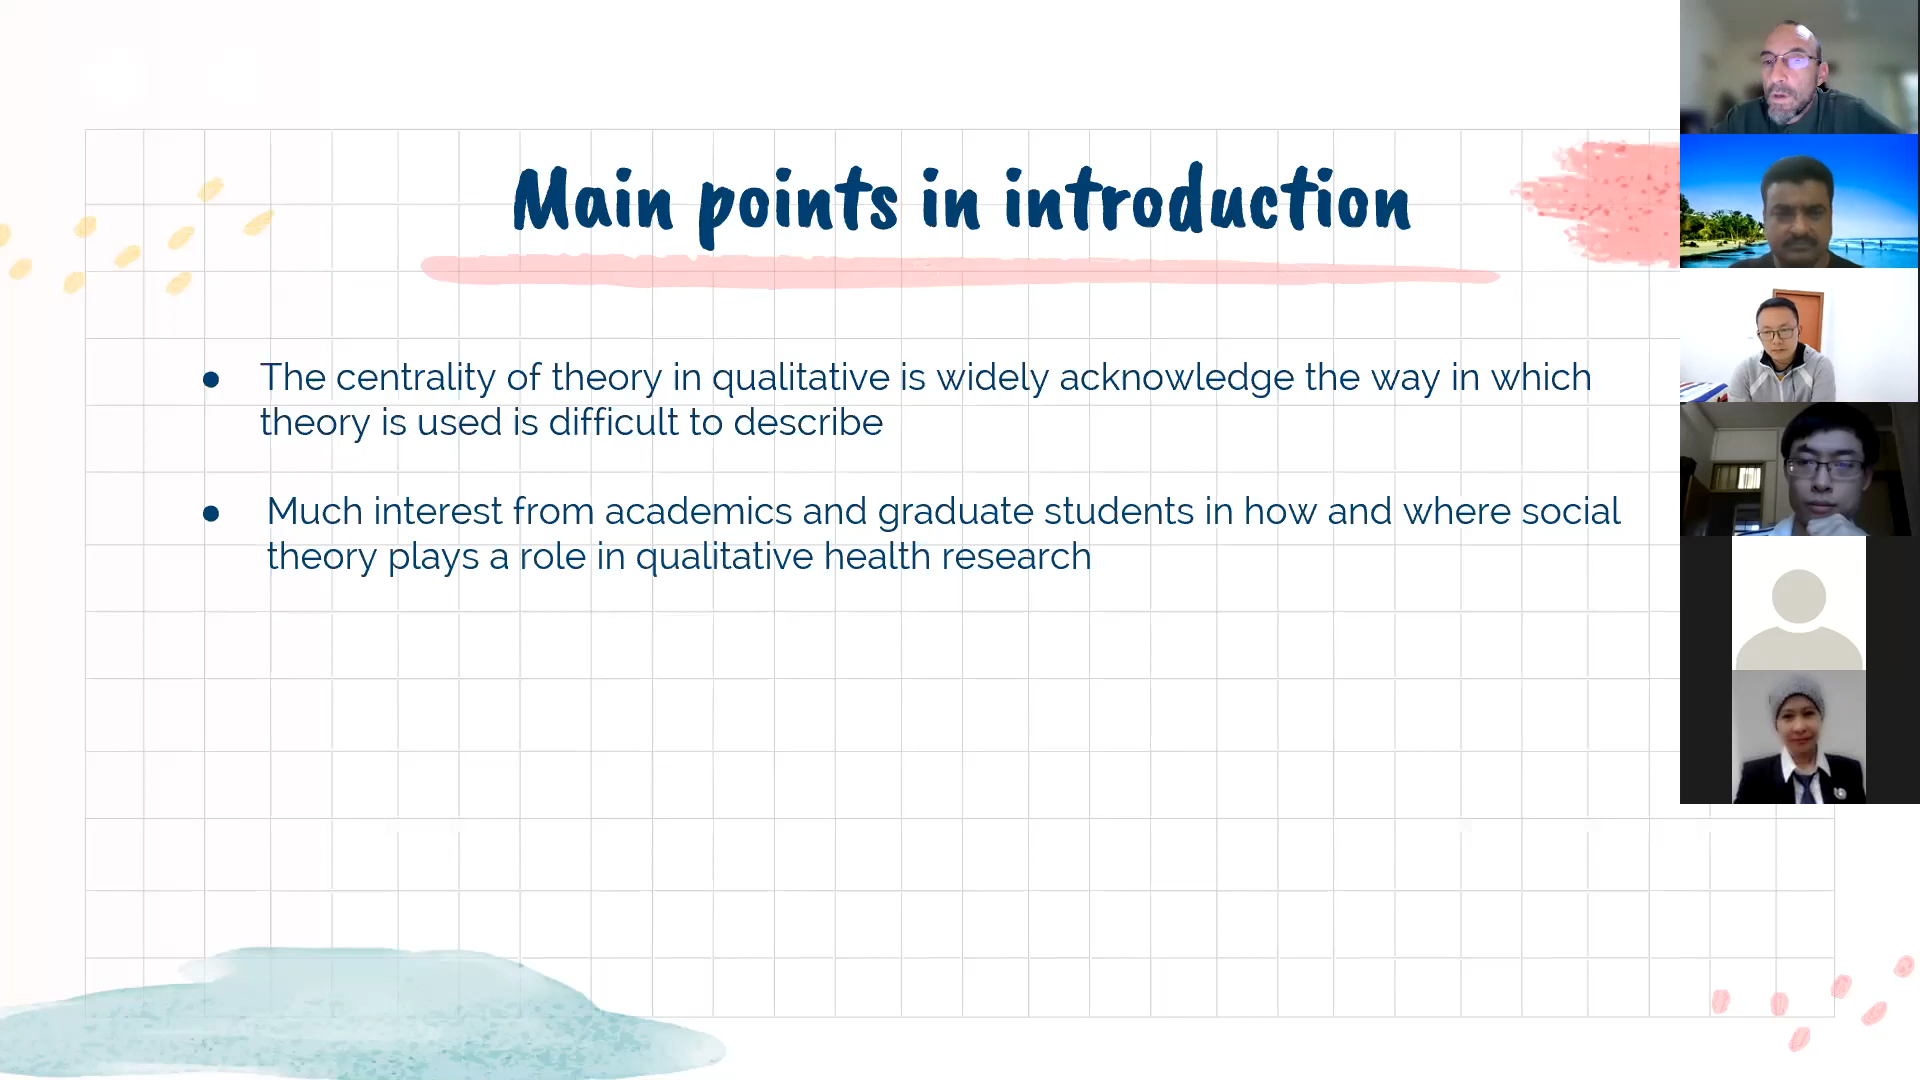 Main points in introduction
● The centrality of theory in qualitative is widely acknowledge the way in which
theory is used is difficult to describe
● Much interest from academics and graduate students in how and where social
theory plays a role in qualitative health research